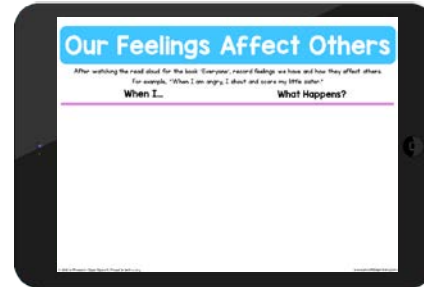 Our Feelings Affect Others
After watching the read aloud for the book 'Everyone', record feelings we have and how they affect others.
For example, "When I am angry, I shout and scare my little sister."
When I... What Happens?